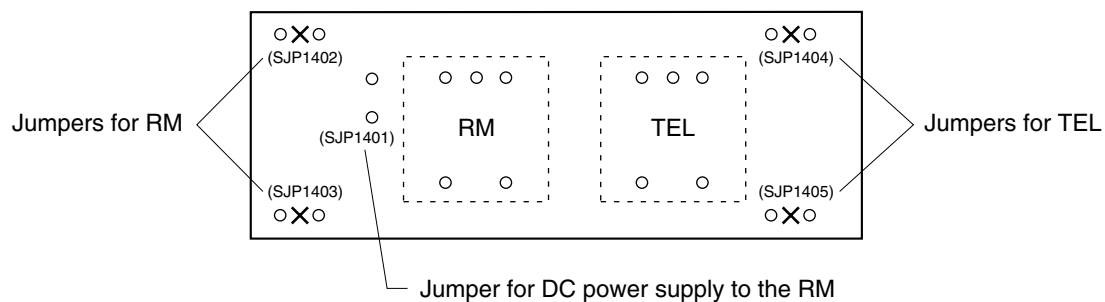 (SJP1402)
(SJP1404)
Jumpers for RM
(SJP1401)
RM
TEL
Jumpers for TEL
(SJP1403)
(SJP1405)
Jumper for DC power supply to the RM